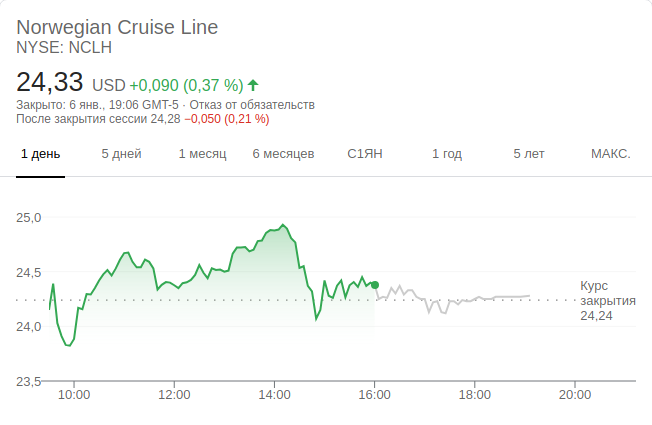 Norwegian Cruise Line
NYSE: NCLH
24,33 USD +0,090 (0,37 %)
Закрыто: 6 янв., 19:06 GMT-5 · Отказ от обязательств
После закрытия сессии 24,28 −0,050 (0,21 %)
1 день 5 дней 1 месяц 6 месяцев С1ЯН 1 год 5 лет МАКС.
25,0
24,5
Курс
закрытия
24,24
24,0
23,5
10:00 12:00 14:00 16:00 18:00 20:00